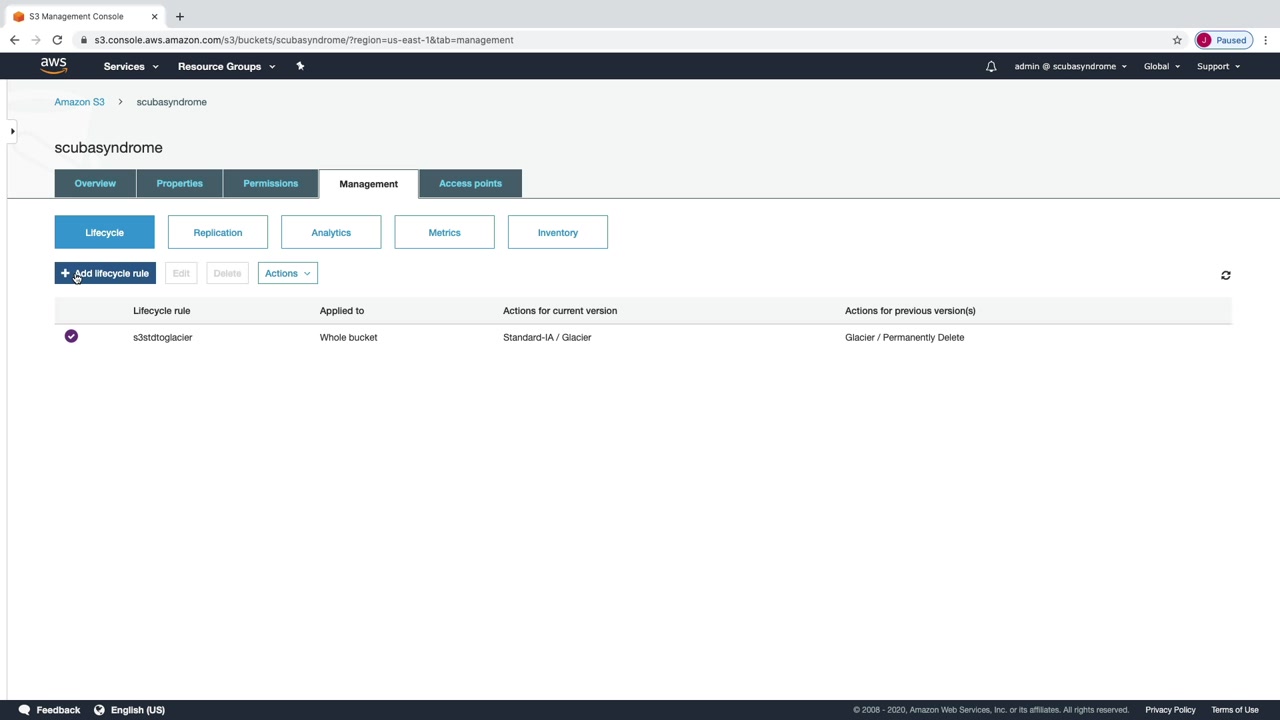 S3 Management Console
s3.console.aws.amazon.com/s3/buckets/scubasyndrome/?region=us-east-1&tab=management
J Paused
aws Services Resource Groups admin @ scubasyndrome Global Support
Amazon S3 > scubasyndrome
scubasyndrome
Overview Properties Permissions Management Access points
Lifecycle Replication Analytics Metrics Inventory
+ Add lifecycle rule Edit Delete Actions
Lifecycle rule Applied to Actions for current version Actions for previous version(s)
s3stdtoglacier Whole bucket Standard-IA / Glacier Glacier / Permanently Delete
Feedback English (US) © 2008 - 2020, Amazon Web Services, Inc. or its affiliates. All rights reserved. Privacy Policy Terms of Use